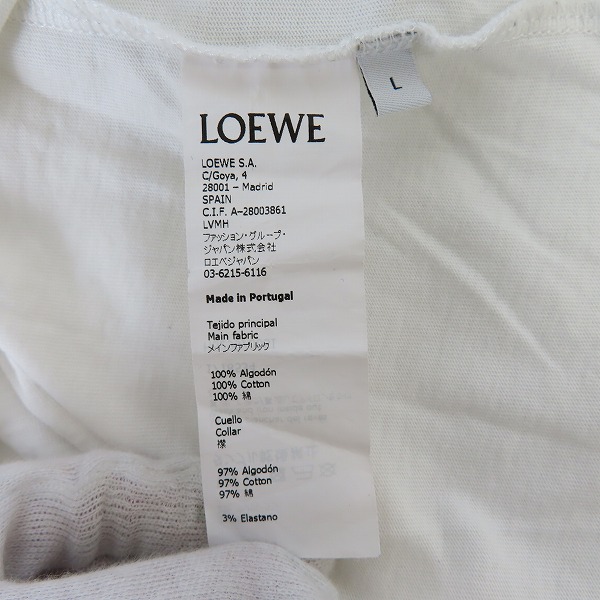 LOEWE
L
LOEWE S.A.
C/Goya, 4
28001 – Madrid
SPAIN
C.I.F. A–28003861
LVMH
ファッション・グループ・
ジャパン株式会社
ロエベジャパン
03-6215-6116
Made in Portugal
Tejido principal
Main fabric
メインファブリック
100% Algodón
100% Cotton
100% 綿
Cuello
Collar
襟
97% Algodón
97% Cotton
97% 綿
3% Elastano